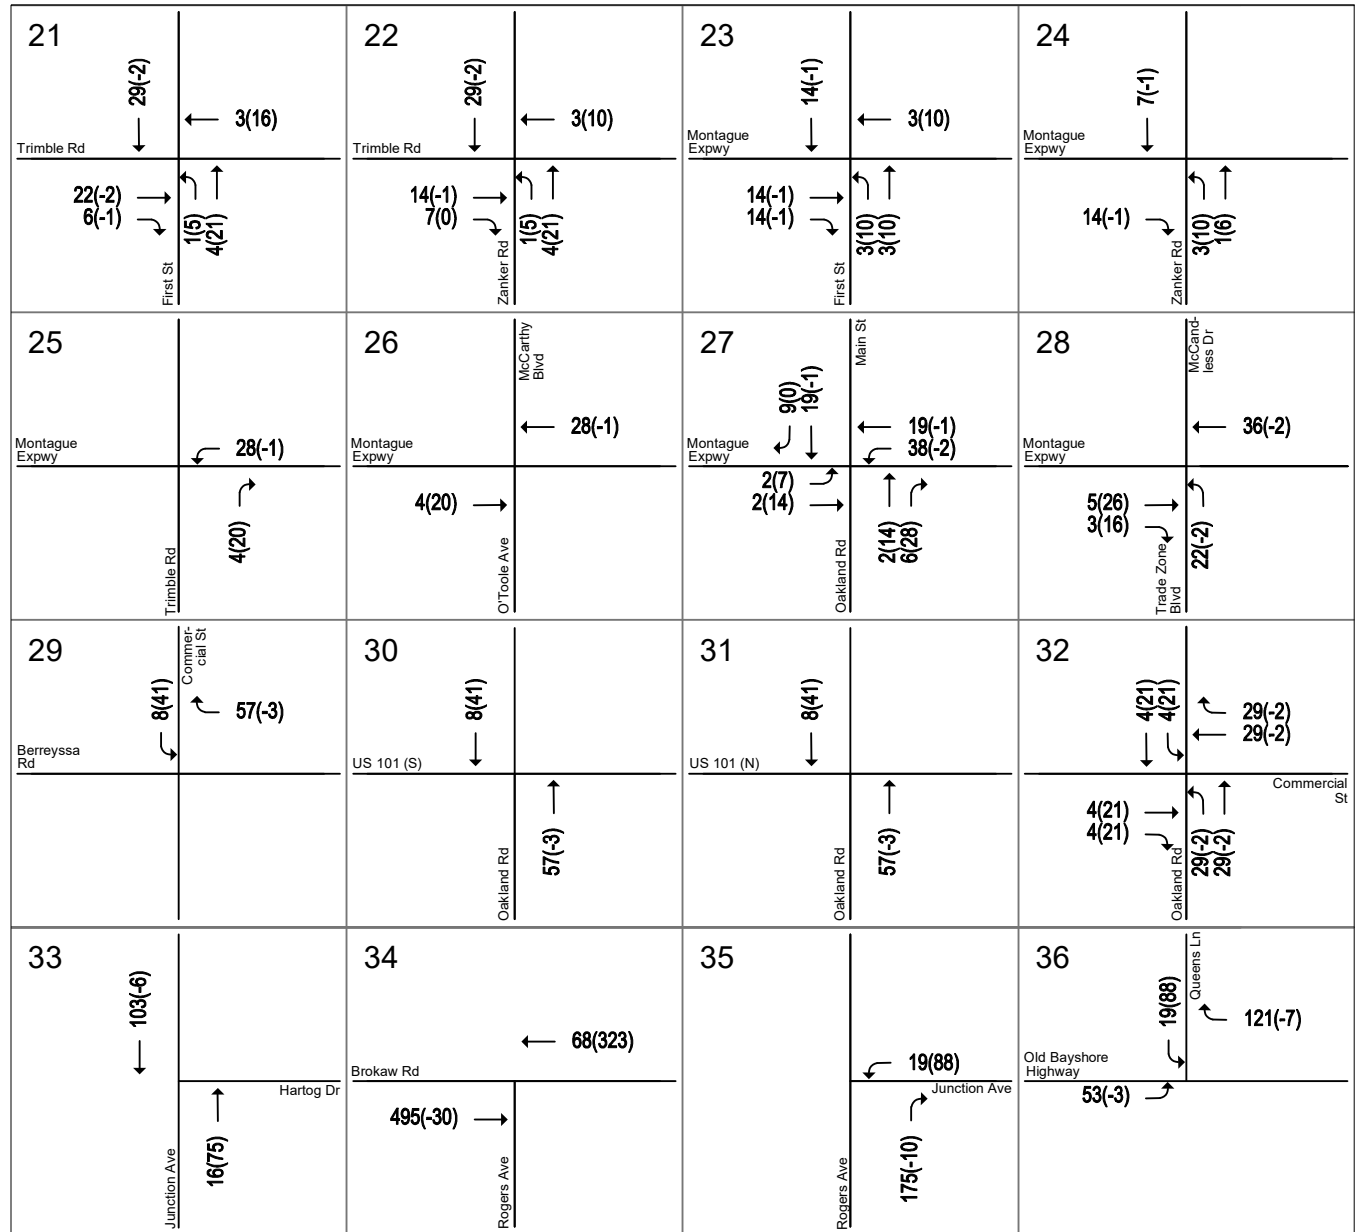 21
29(-2)
3(16)
Trimble Rd
22(-2)
6(-1)
1(5)
4(21)
First St
22
29(-2)
3(10)
Trimble Rd
14(-1)
7(0)
1(5)
4(21)
Zanker Rd
23
14(-1)
3(10)
Montague
Expwy
14(-1)
14(-1)
3(10)
3(10)
First St
24
7(-1)
Montague
Expwy
14(-1)
3(10)
1(6)
Zanker Rd
25
Montague
Expwy
28(-1)
4(20)
Trimble Rd
26
McCarthy
Blvd
28(-1)
Montague
Expwy
4(20)
O'Toole Ave
27
Main St
9(0)
19(-1)
19(-1)
38(-2)
Montague
Expwy
2(7)
2(14)
2(14)
6(28)
Oakland Rd
28
McCand-
less Dr
36(-2)
Montague
Expwy
5(26)
3(16)
22(-2)
Trade Zone
Blvd
29
Commer-
cial St
8(41)
57(-3)
Berreyssa
Rd
30
8(41)
US 101 (S)
57(-3)
Oakland Rd
31
8(41)
US 101 (N)
57(-3)
Oakland Rd
32
4(21)
4(21)
29(-2)
29(-2)
Commercial
St
4(21)
4(21)
29(-2)
29(-2)
Oakland Rd
33
103(-6)
Hartog Dr
16(75)
Junction Ave
34
68(323)
Brokaw Rd
495(-30)
Rogers Ave
35
19(88)
Junction Ave
175(-10)
Rogers Ave
36
Queens Ln
19(88)
121(-7)
Old Bayshore
Highway
53(-3)